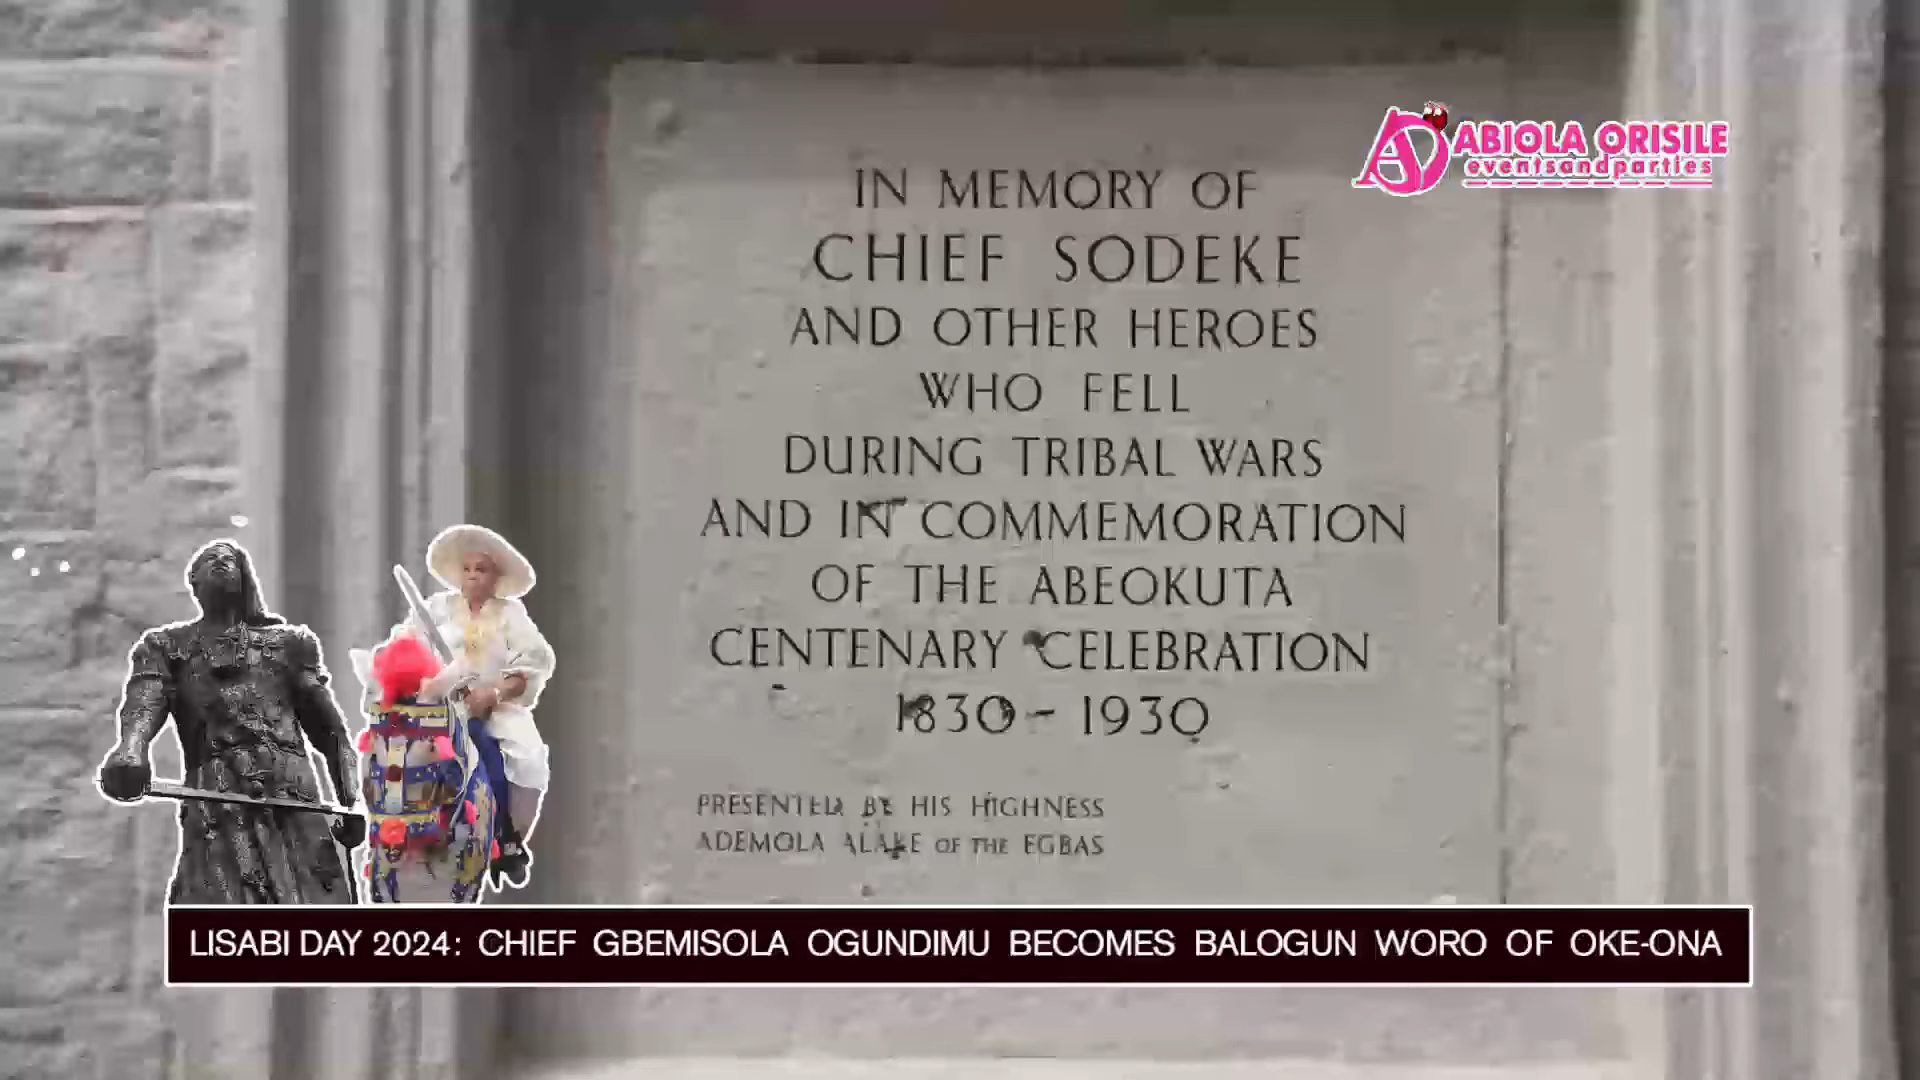 ABIOLA ORISILE
eventsandparties
IN MEMORY OF
CHIEF SODEKE
AND OTHER HEROES
WHO FELL
DURING TRIBAL WARS
AND IN COMMEMORATION
OF THE ABEOKUTA
CENTENARY CELEBRATION
1830 - 1930
PRESENTED BY HIS HIGHNESS
ADEMOLA ALAKE OF THE EGBAS
LISABI DAY 2024: CHIEF GBEMISOLA OGUNDIMU BECOMES BALOGUN WORO OF OKE-ONA